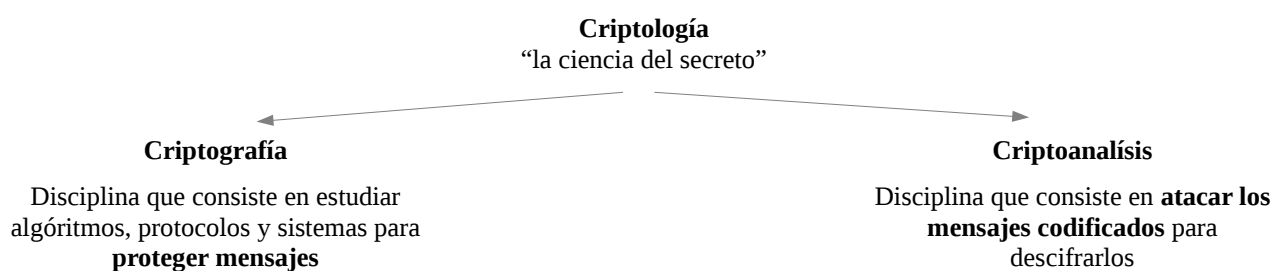 Criptología
“la ciencia del secreto”
Criptografía
Disciplina que consiste en estudiar
algóritmos, protocolos y sistemas para
proteger mensajes
Criptoanalísis
Disciplina que consiste en atacar los
mensajes codificados para
descifrarlos